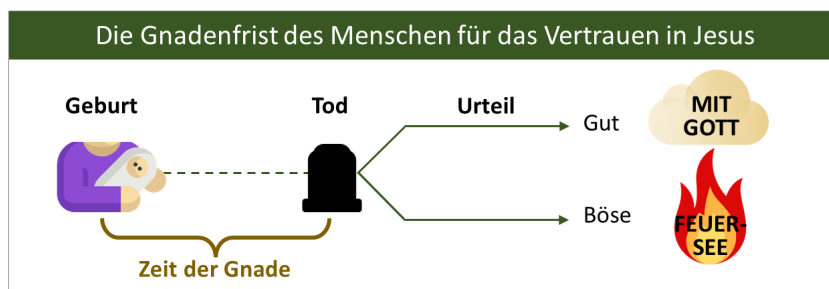 Die Gnadenfrist des Menschen für das Vertrauen in Jesus
Geburt
Tod
Urteil
Gut
MIT
GOTT
Böse
FEUER-
SEE
Zeit der Gnade